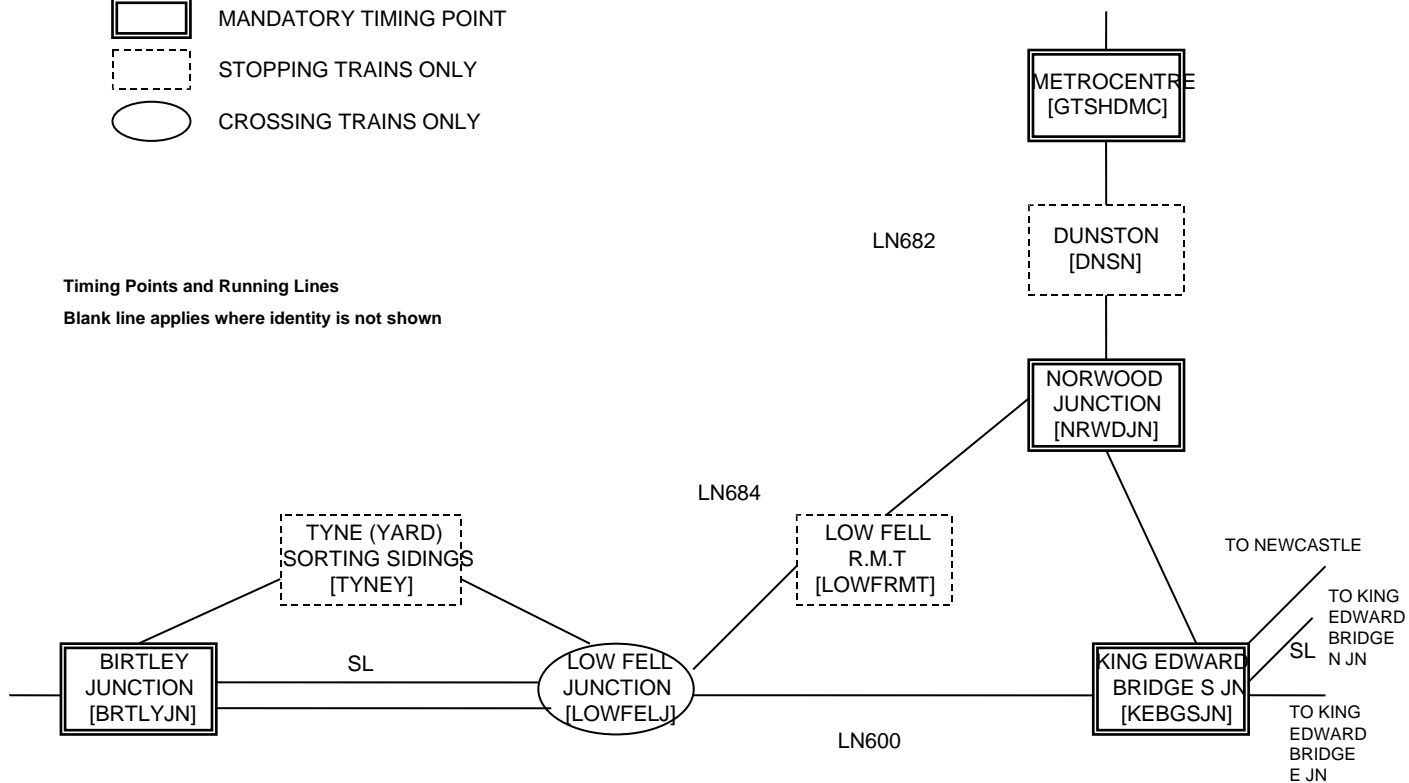 MANDATORY TIMING POINT
STOPPING TRAINS ONLY
CROSSING TRAINS ONLY
METROCENTRE
[GTSHDMC]
LN682
DUNSTON
[DNSN]
Timing Points and Running Lines
Blank line applies where identity is not shown
NORWOOD
JUNCTION
[NRWDJN]
LN684
TYNE (YARD)
SORTING SIDINGS
[TYNEY]
LOW FELL
R.M.T
[LOWFRMT]
TO NEWCASTLE
TO KING
EDWARD
BRIDGE
N JN
SL
BIRTLEY
JUNCTION
[BRTLYJN]
SL
LOW FELL
JUNCTION
[LOWFELJ]
KING EDWARD
BRIDGE S JN
[KEBGSJN]
LN600
TO KING
EDWARD
BRIDGE
E JN